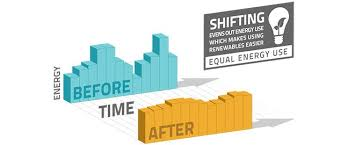 SHIFTING
EVENS OUT ENERGY USE
WHICH MAKES USING
RENEWABLES EASIER
EQUAL ENERGY USE
ENERGY
BEFORE
TIME
AFTER